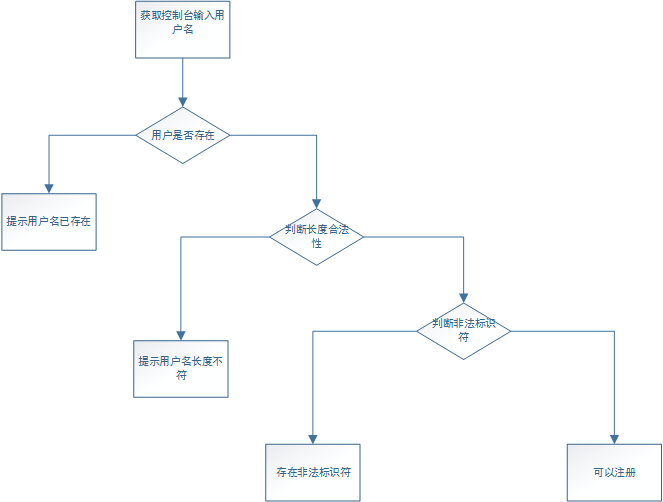 获取控制台输入用
户名
用户是否存在
提示用户名已存在
判断长度合法
性
判断非法标识
符
提示用户名长度不
符
存在非法标识符
可以注册